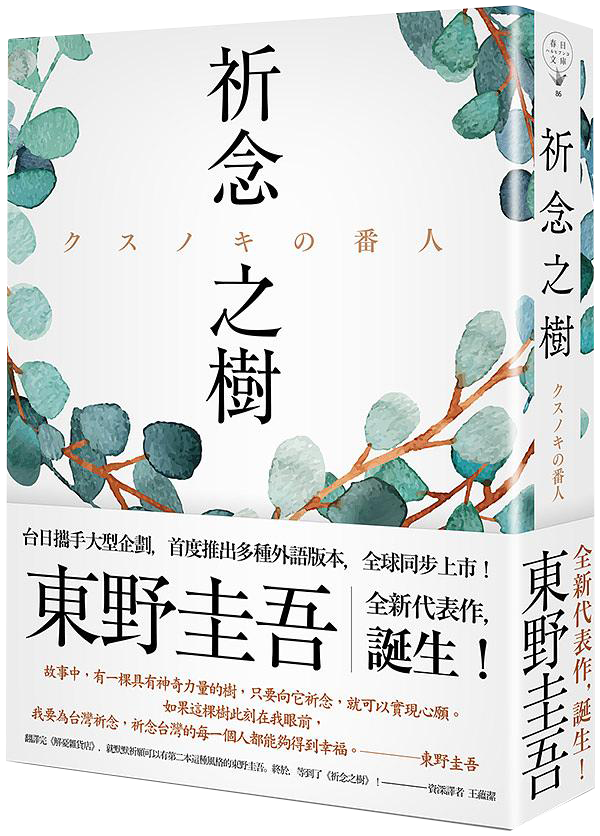 祈念之樹
クスノキの番人
台日攜手大型企劃，首度推出多種外語版本，全球同步上市！
東野圭吾
全新代表作，
誕生！
故事中，有一棵具有神奇力量的樹，只要向它祈念，就可以實現心願。
如果這棵樹此刻在我眼前，
我要為台灣祈念，祈念台灣的每一個人都能夠得到幸福。————東野圭吾
翻譯完《解憂雜貨店》，就默默祈願可以有第二本這種風格的東野圭吾。終於，等到了《祈念之樹》！————資深譯者 王蘊潔
春日
ハルヒブンコ
文庫
86
祈念之樹
クスノキの番人
全新代表作，誕生！
東野圭吾